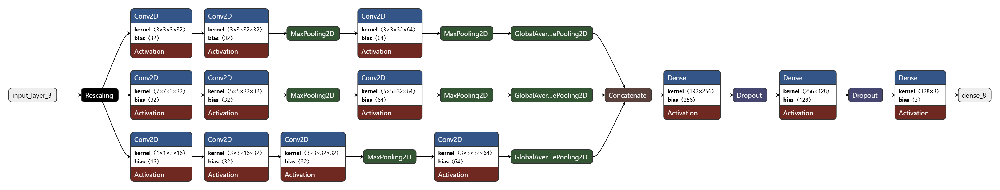 input_layer_3
Rescaling
Conv2D
kernel〈3×3×3×32〉
bias〈32〉
Activation
Conv2D
kernel〈3×3×32×32〉
bias〈32〉
Activation
MaxPooling2D
Conv2D
kernel〈3×3×32×64〉
bias〈64〉
Activation
MaxPooling2D
GlobalAver...ePooling2D
Conv2D
kernel〈7×7×3×32〉
bias〈32〉
Activation
Conv2D
kernel〈5×5×32×32〉
bias〈32〉
Activation
MaxPooling2D
Conv2D
kernel〈5×5×32×64〉
bias〈64〉
Activation
MaxPooling2D
GlobalAver...ePooling2D
Conv2D
kernel〈1×1×3×16〉
bias〈16〉
Activation
Conv2D
kernel〈3×3×16×32〉
bias〈32〉
Activation
Conv2D
kernel〈3×3×32×32〉
bias〈32〉
Activation
MaxPooling2D
Conv2D
kernel〈3×3×32×64〉
bias〈64〉
Activation
GlobalAver...ePooling2D
Concatenate
Dense
kernel〈192×256〉
bias〈256〉
Activation
Dropout
Dense
kernel〈256×128〉
bias〈128〉
Activation
Dropout
Dense
kernel〈128×3〉
bias〈3〉
Activation
dense_8